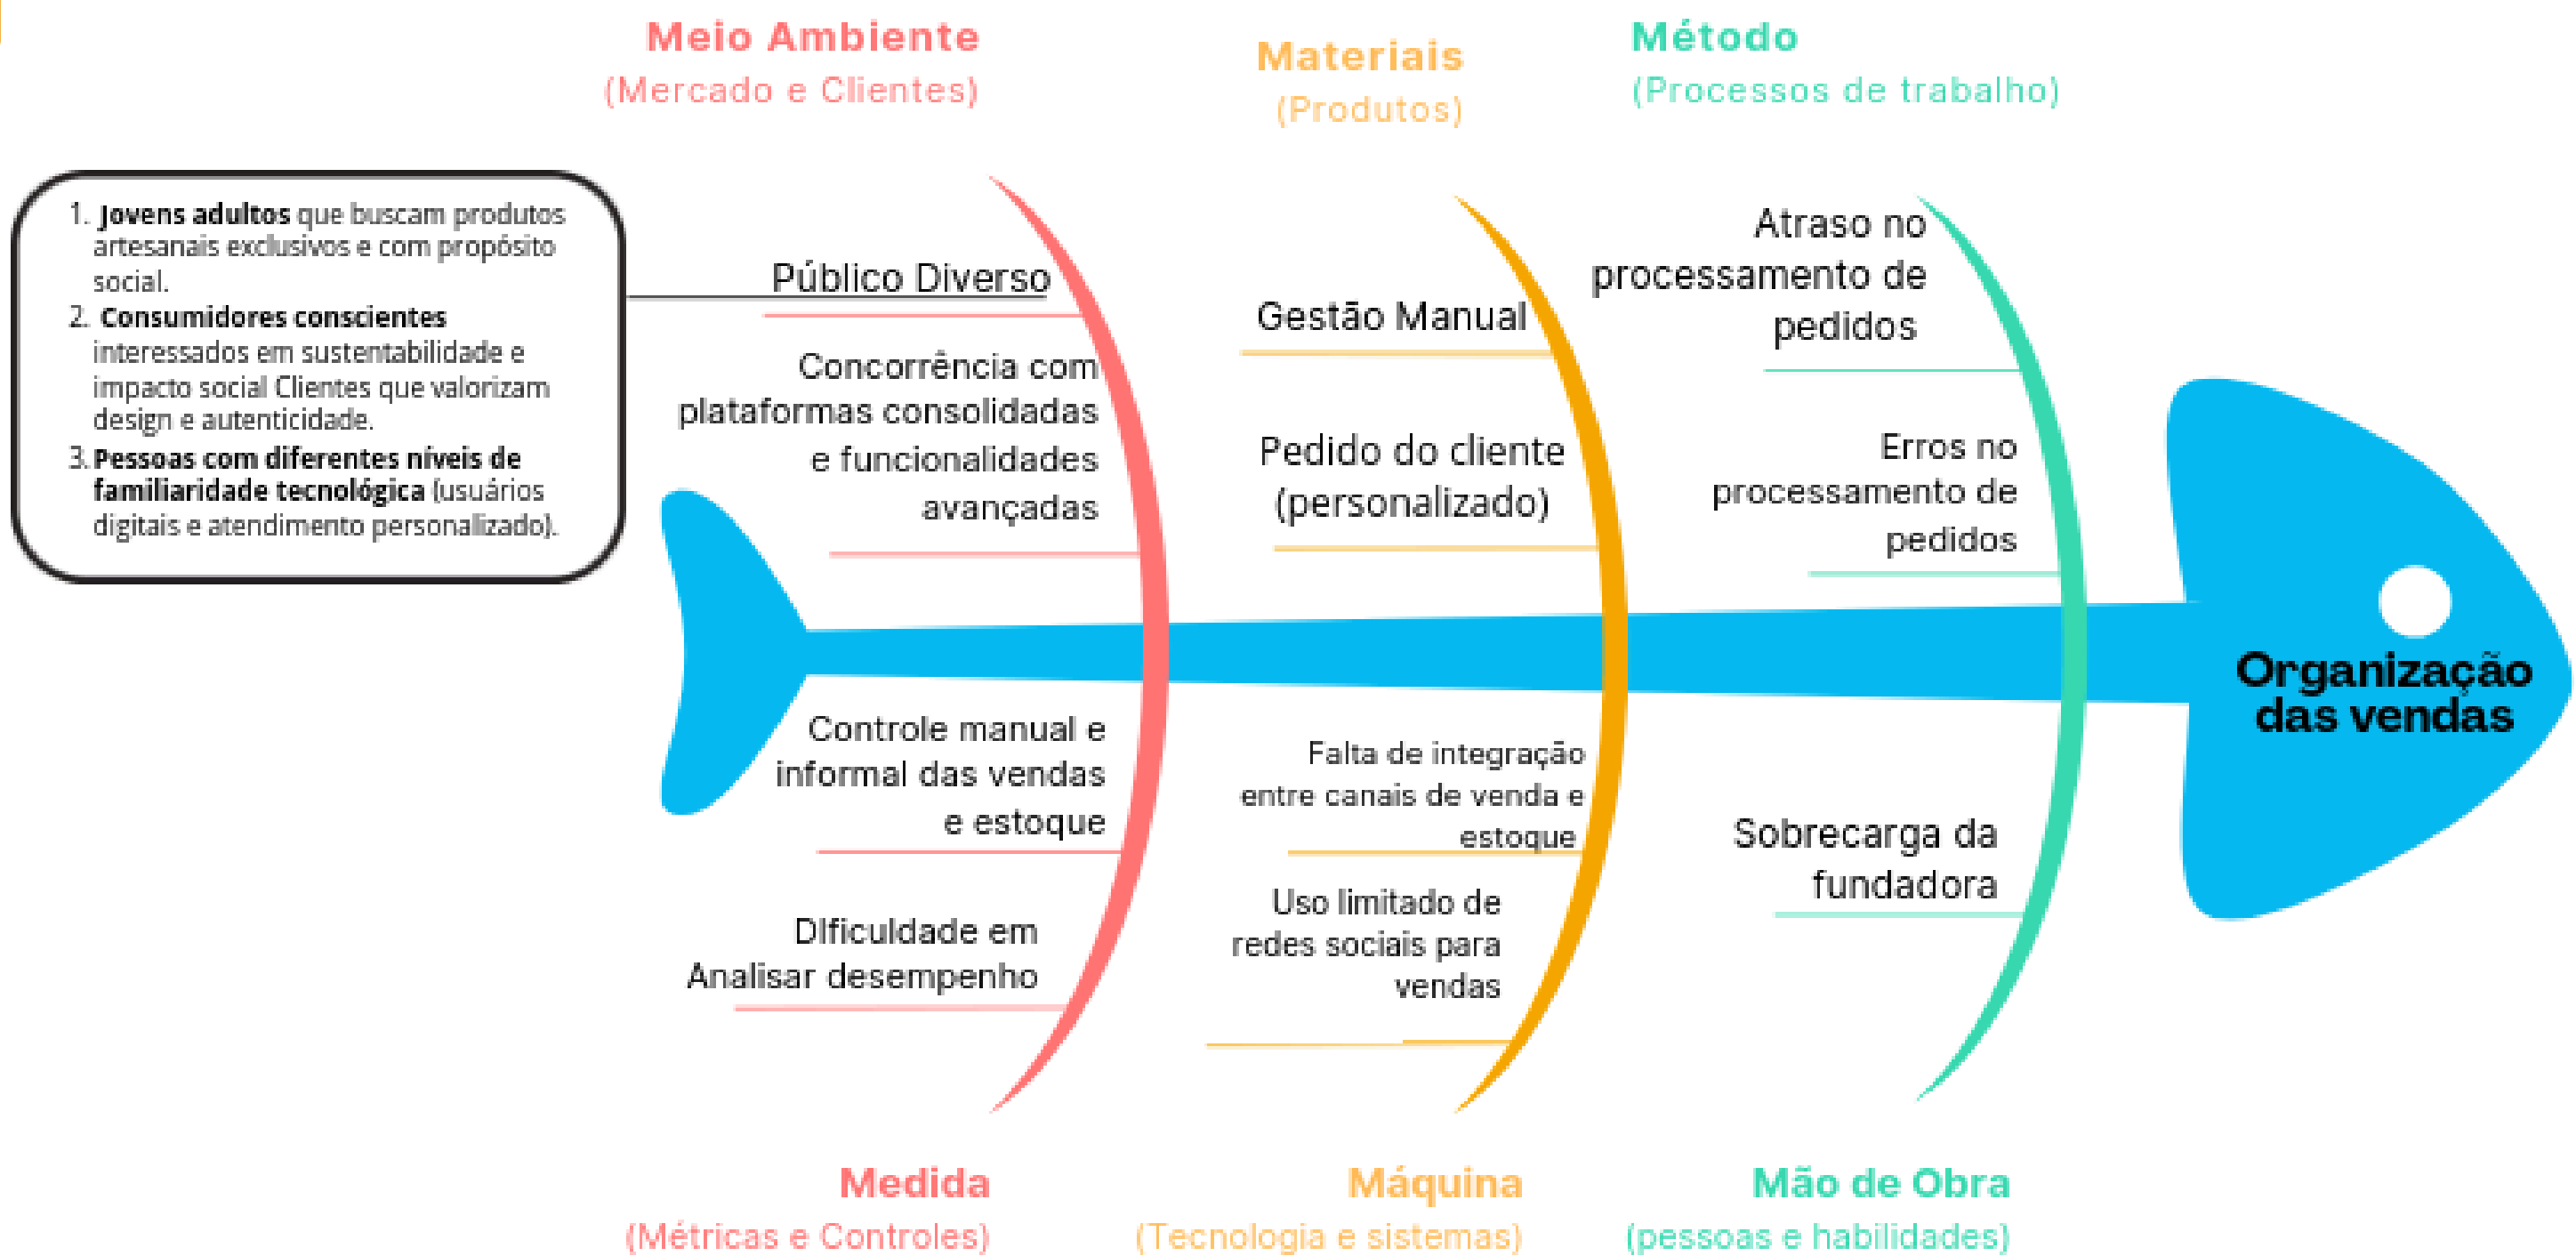 Meio Ambiente
(Mercado e Clientes)
Materiais
(Produtos)
Método
(Processos de trabalho)
1. Jovens adultos que buscam produtos
artesanais exclusivos e com propósito
social.
2. Consumidores conscientes
interessados em sustentabilidade e
impacto social Clientes que valorizam
design e autenticidade.
3. Pessoas com diferentes níveis de
familiaridade tecnológica (usuários
digitais e atendimento personalizado).
Público Diverso
Concorrência com
plataformas consolidadas
e funcionalidades
avançadas
Gestão Manual
Pedido do cliente
(personalizado)
Atraso no
processamento de
pedidos
Erros no
processamento de
pedidos
Organização
das vendas
Controle manual e
informal das vendas
e estoque
DIficuldade em
Analisar desempenho
Falta de integração
entre canais de venda e
estoque
Uso limitado de
redes sociais para
vendas
Sobrecarga da
fundadora
Medida
(Métricas e Controles)
Máquina
(Tecnologia e sistemas)
Mão de Obra
(pessoas e habilidades)